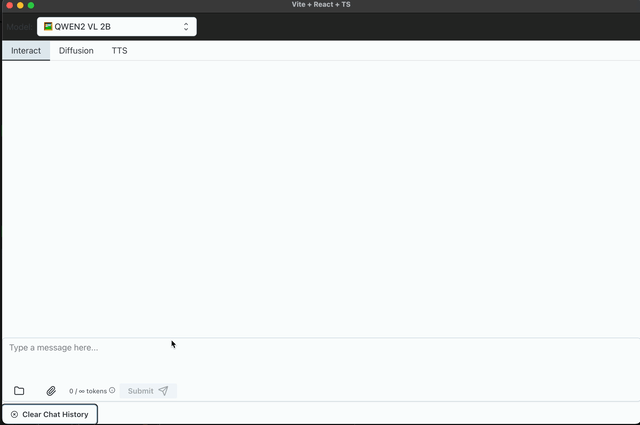 Vite + React + TS
Model: QWEN2 VL 2B
Interact Diffusion TTS
Type a message here...
0 / ∞ tokens Submit
Clear Chat History